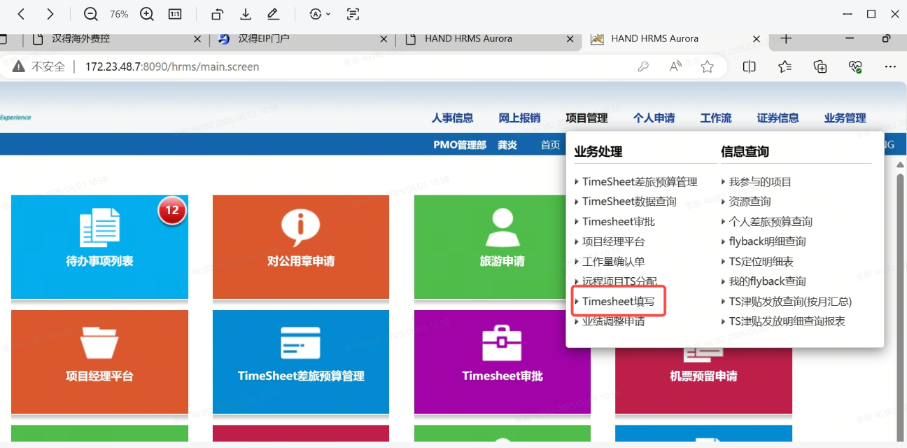 76%
汉得海外费控
汉得EIP门户
HAND HRMS Aurora
HAND HRMS Aurora
不安全 172.23.48.7:8090/hrms/main.screen
Experience
人事信息 网上报销 项目管理 个人申请 工作流 证券信息 业务管理
PMO管理部 龚炎 首页
NG
业务处理 信息查询
TimeSheet差旅预算管理 我参与的项目
TimeSheet数据查询 资源查询
Timesheet审批 个人差旅预算查询
项目经理平台 flyback明细查询
工作量确认单 TS定位明细表
远程项目TS分配 我的flyback查询
Timesheet填写 TS津贴发放查询(按月汇总)
业绩调整申请 TS津贴发放明细查询报表
12
待办事项列表 对公用章申请 旅游申请
项目经理平台 TimeSheet差旅预算管理 Timesheet审批 机票预留申请